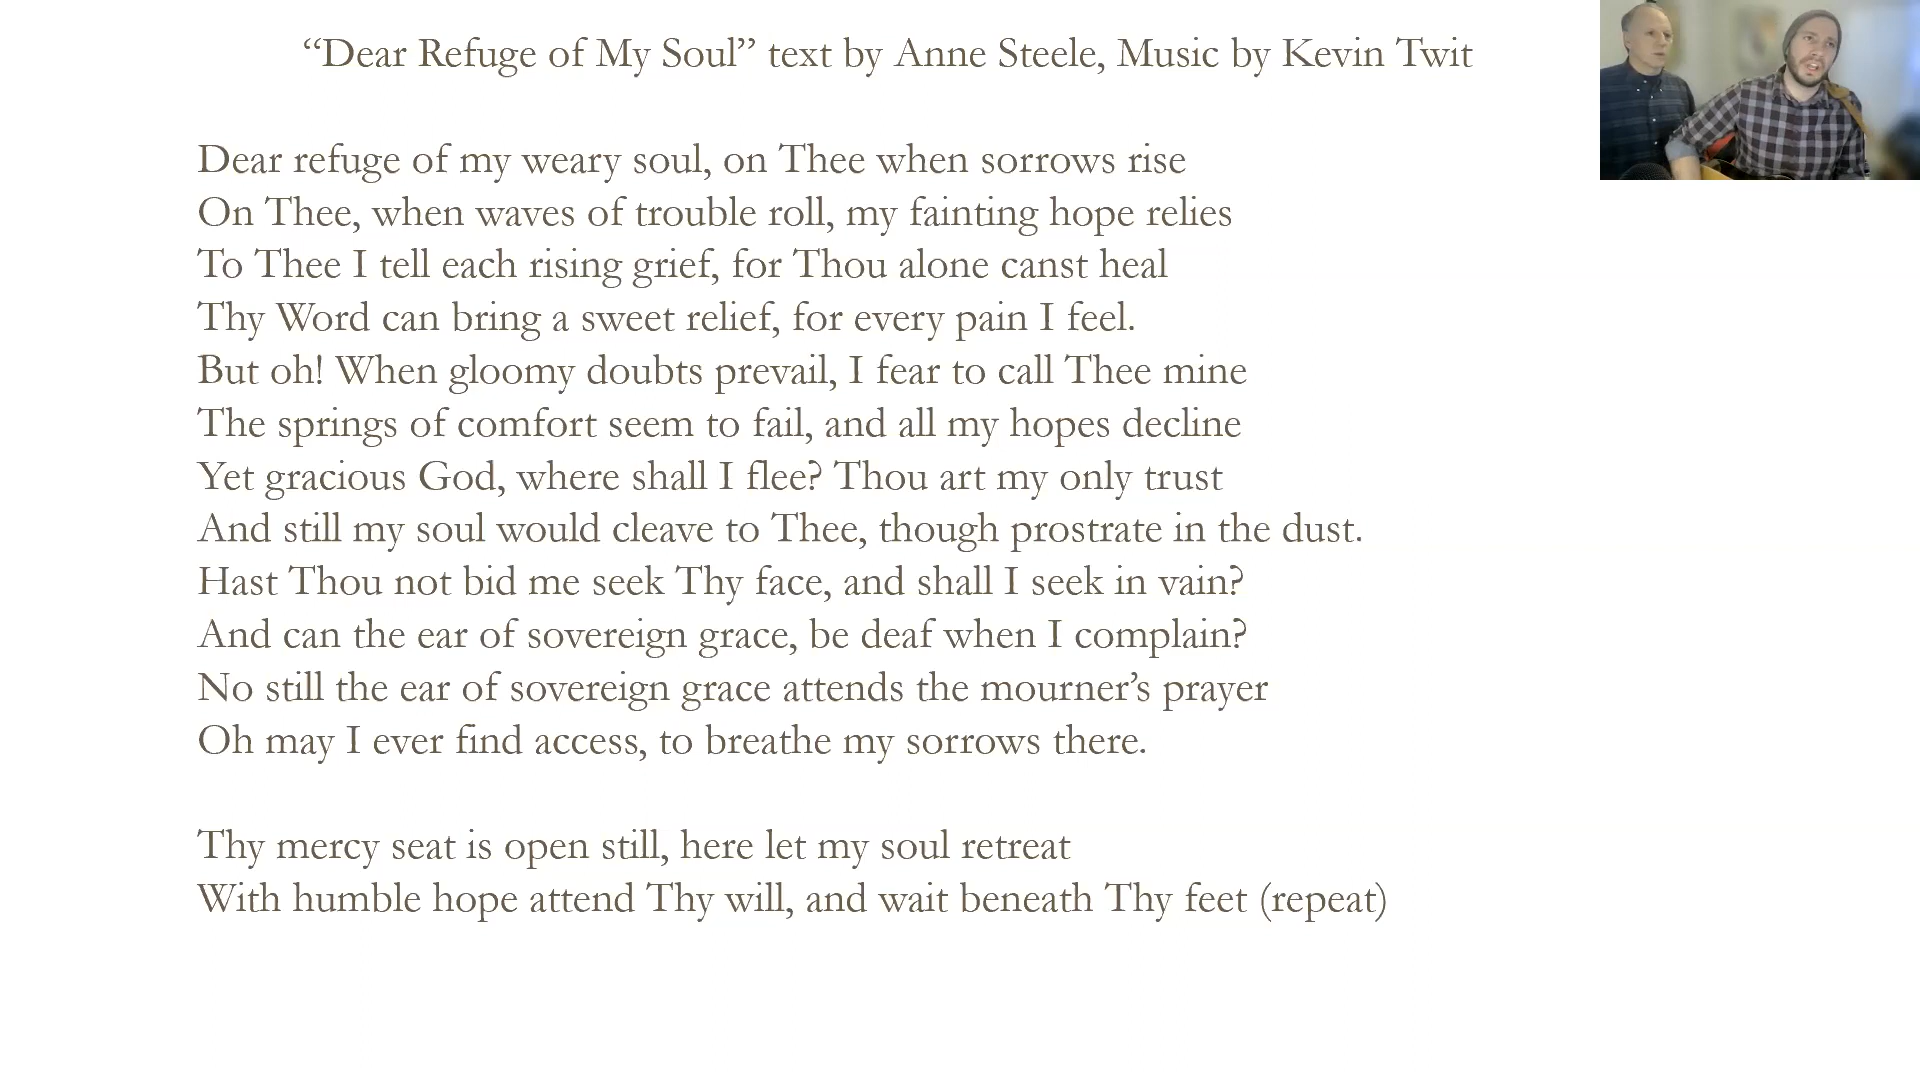 “Dear Refuge of My Soul” text by Anne Steele, Music by Kevin Twit
Dear refuge of my weary soul, on Thee when sorrows rise
On Thee, when waves of trouble roll, my fainting hope relies
To Thee I tell each rising grief, for Thou alone canst heal
Thy Word can bring a sweet relief, for every pain I feel.
But oh! When gloomy doubts prevail, I fear to call Thee mine
The springs of comfort seem to fail, and all my hopes decline
Yet gracious God, where shall I flee? Thou art my only trust
And still my soul would cleave to Thee, though prostrate in the dust.
Hast Thou not bid me seek Thy face, and shall I seek in vain?
And can the ear of sovereign grace, be deaf when I complain?
No still the ear of sovereign grace attends the mourner’s prayer
Oh may I ever find access, to breathe my sorrows there.
Thy mercy seat is open still, here let my soul retreat
With humble hope attend Thy will, and wait beneath Thy feet (repeat)